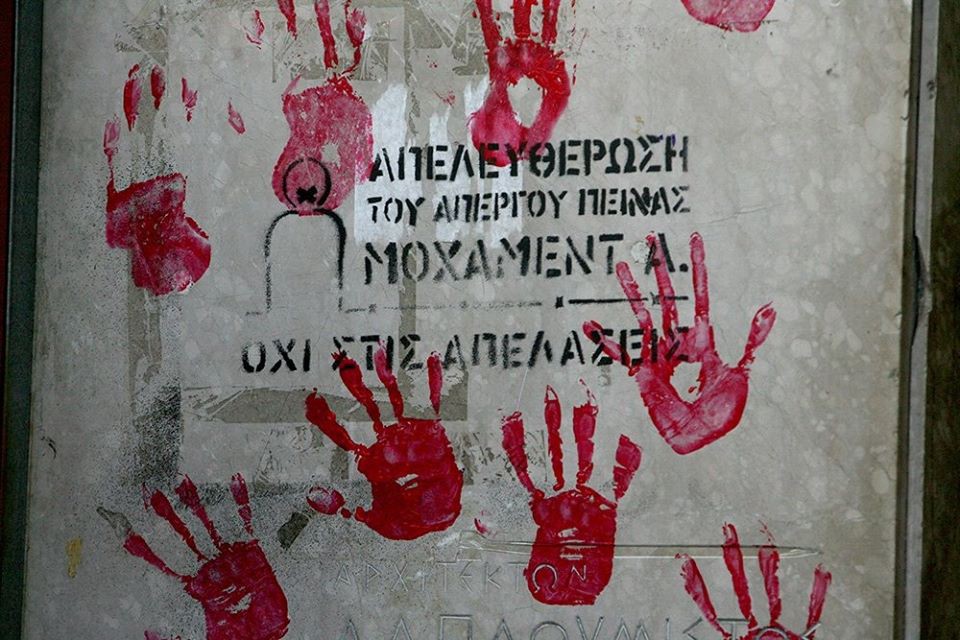 ΑΠΕΛΕΥΘΕΡΩΣΗ
ΤΟΥ ΑΠΕΡΓΟΥ ΠΕΙΝΑΣ
ΜΟΧΑΜΕΝΤ Α.
ΟΧΙ ΣΤΙΣ ΑΠΕΛΑΣΕΙΣ
ΑΡΧΙΤΕΚΤΩΝ